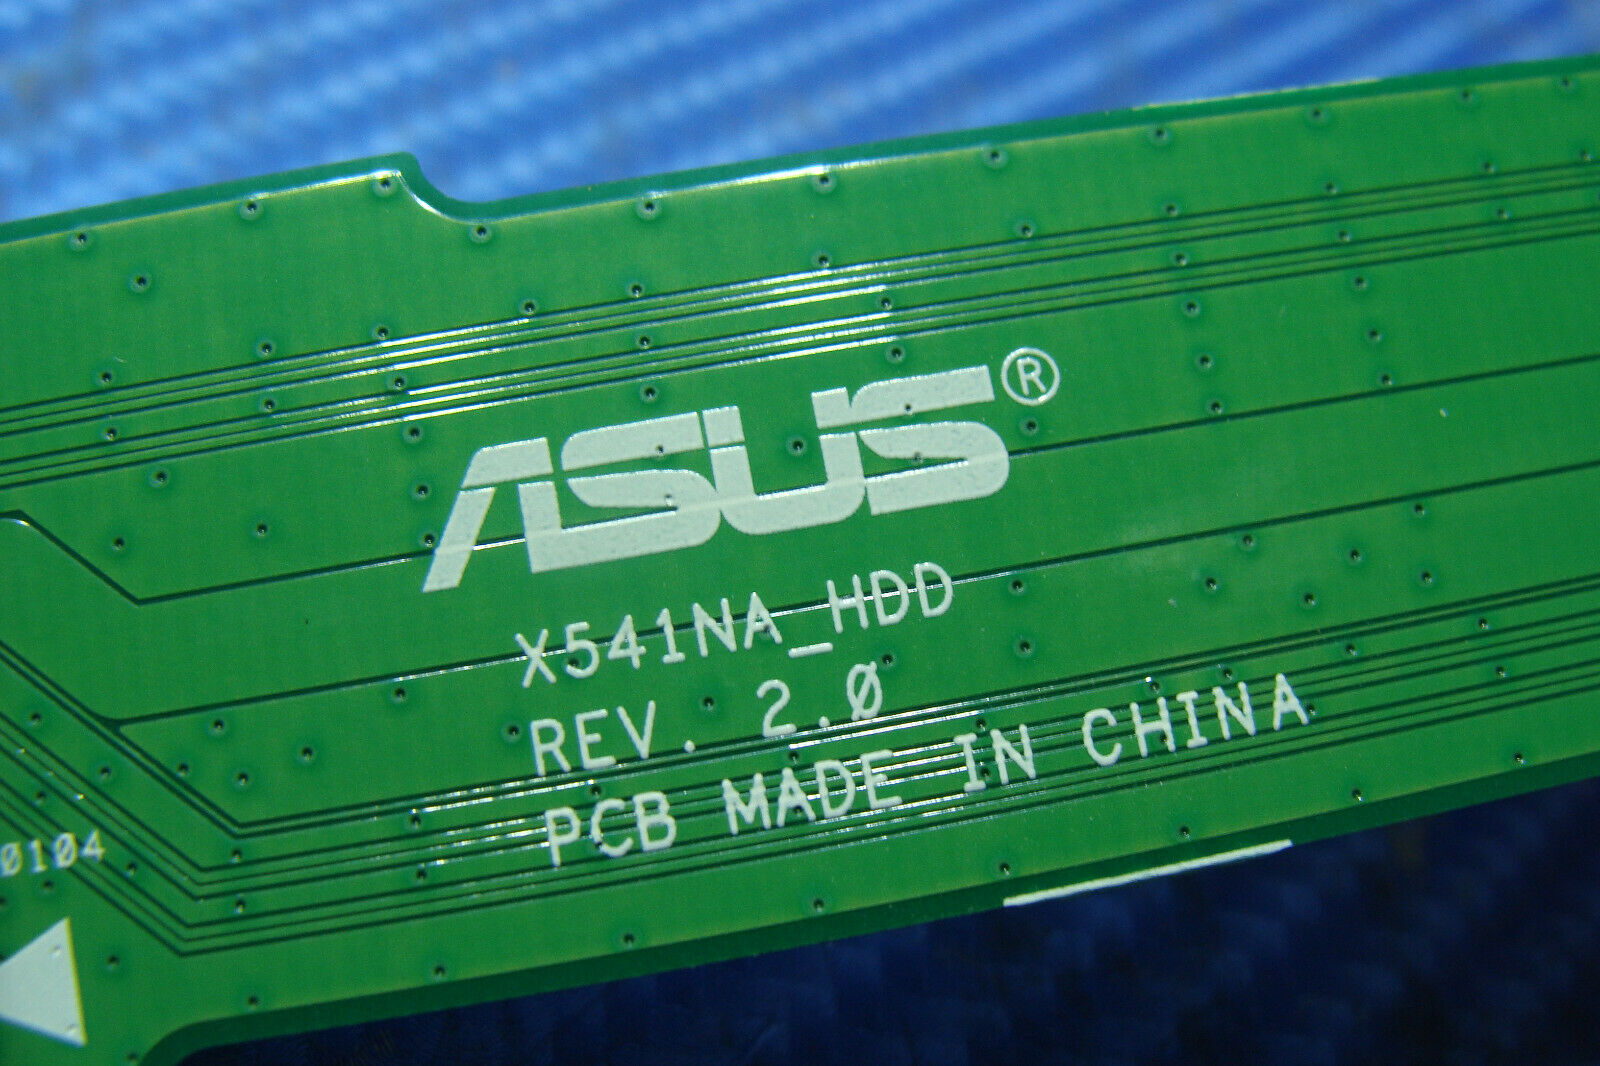 ASUS®
X541NA_HDD
REV. 2.0
PCB MADE IN CHINA
0104